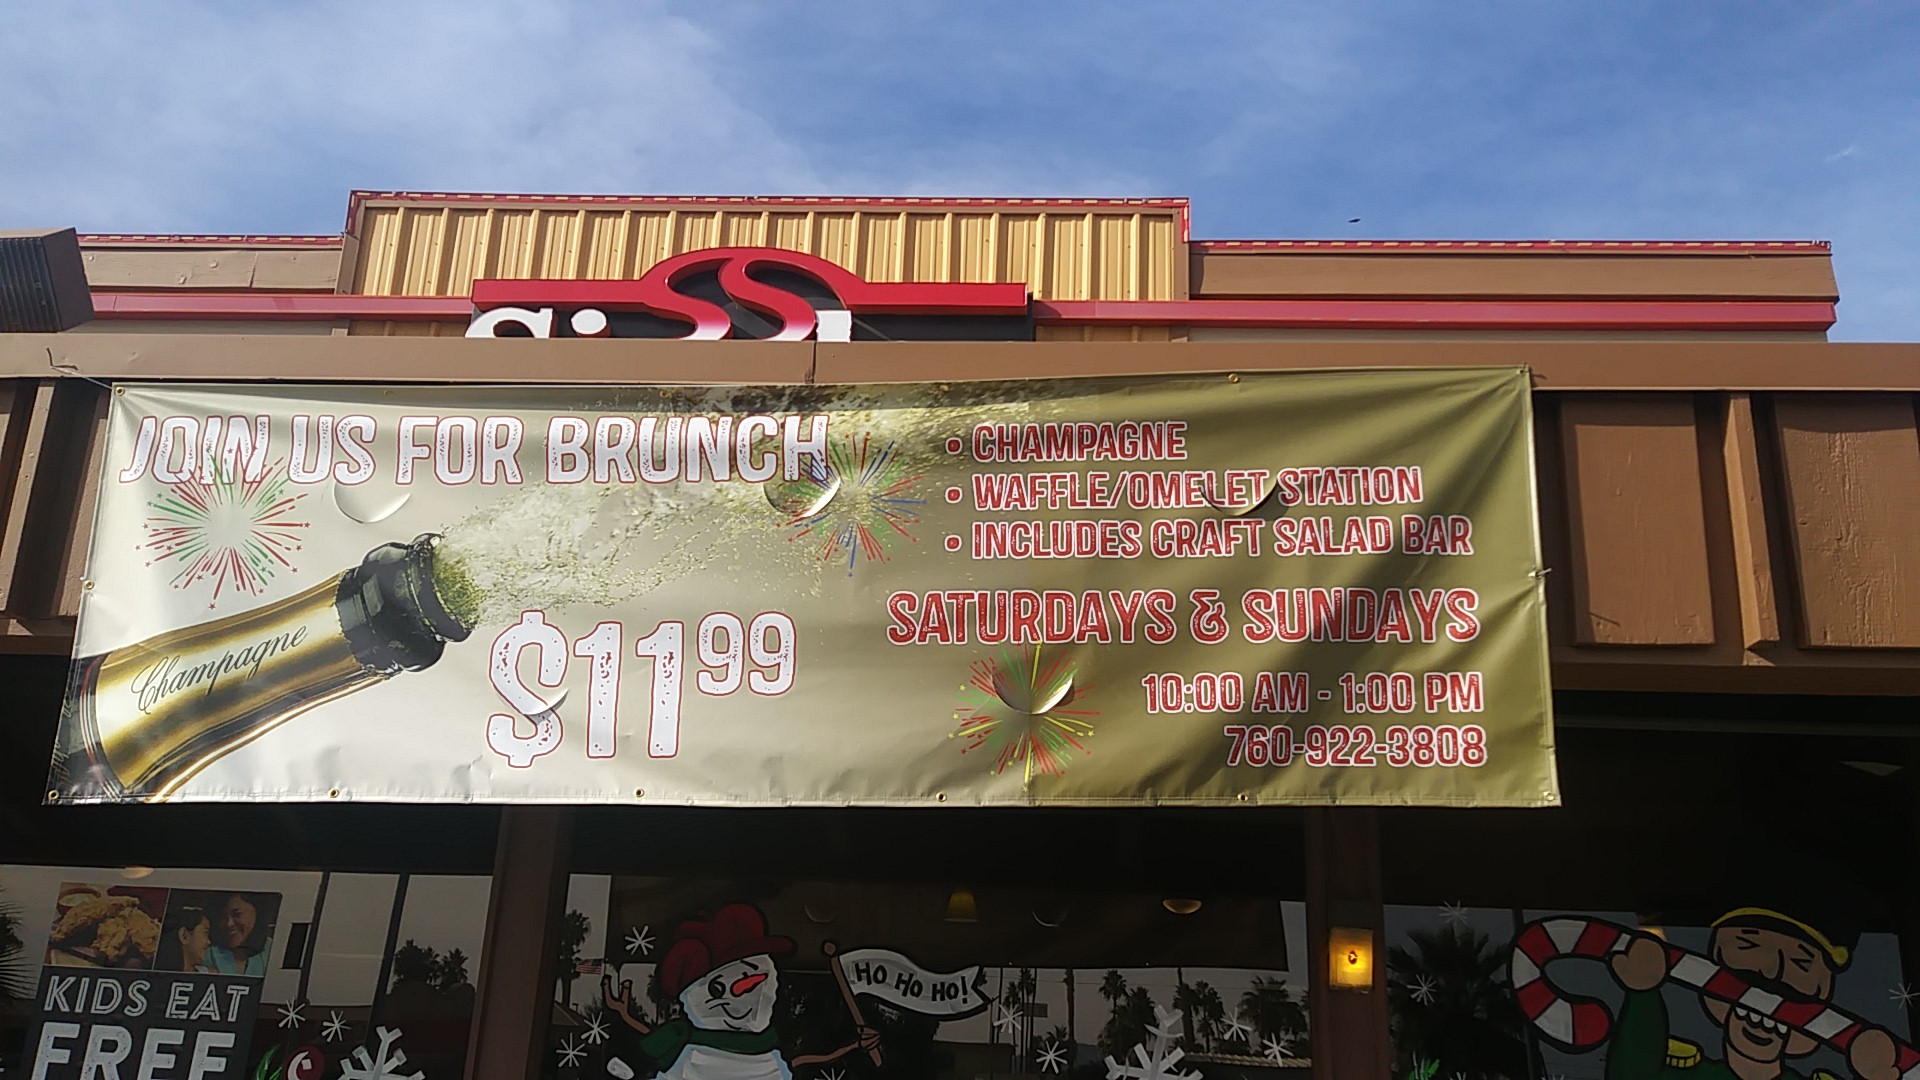 JOIN US FOR BRUNCH
• CHAMPAGNE
• WAFFLE/OMELET STATION
• INCLUDES CRAFT SALAD BAR
Champagne
$11 99
SATURDAYS & SUNDAYS
10:00 AM - 1:00 PM
760-922-3808
KIDS EAT
FREE
HO HO HO!